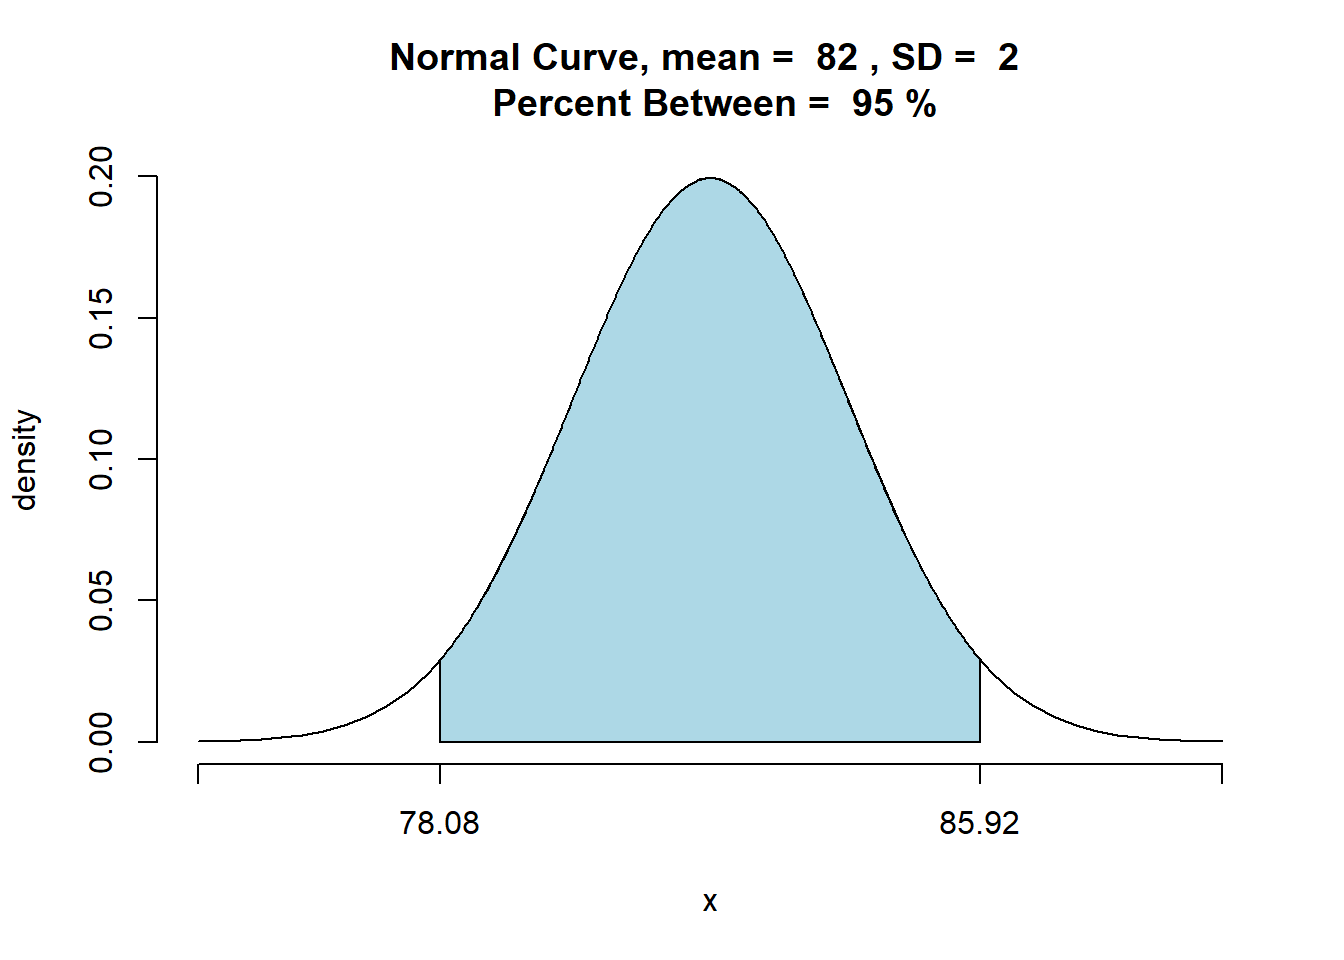 Normal Curve, mean =  82 , SD =  2
Percent Between =  95 %
density
0.20
0.15
0.10
0.05
0.00
78.08
85.92
x